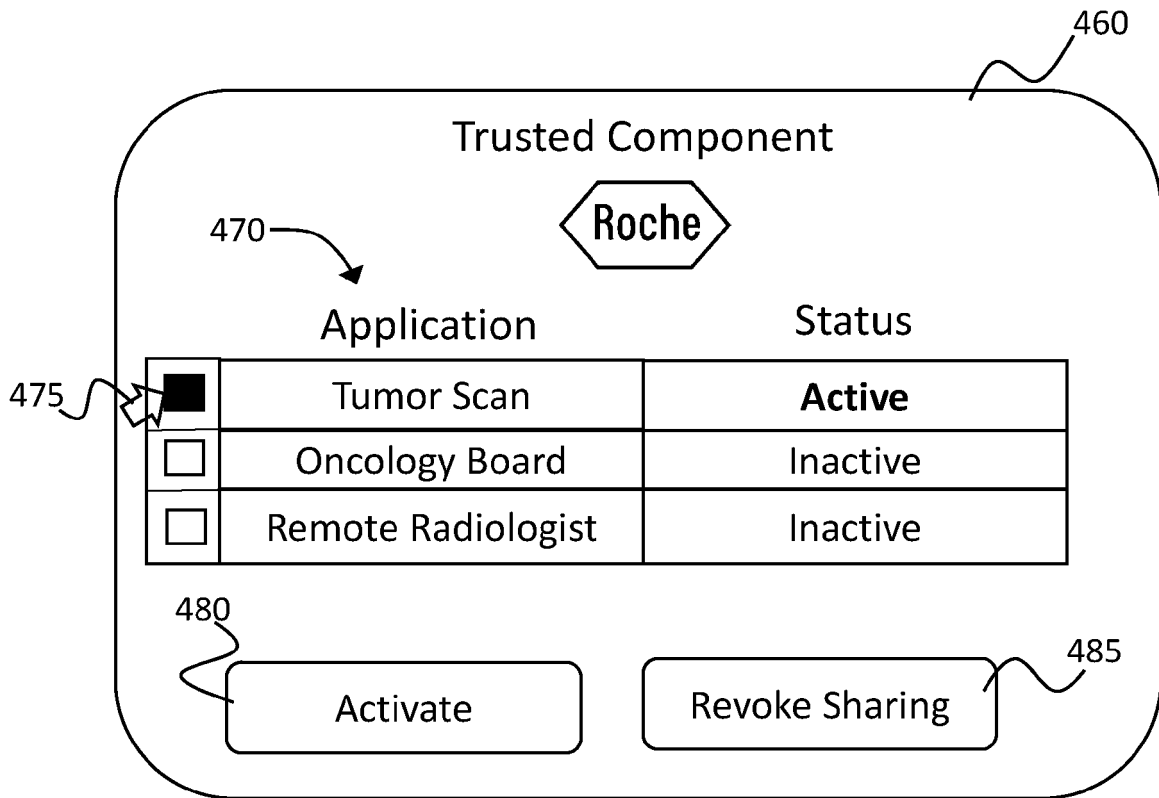 460
Trusted Component
Roche
470
Application Status
475
Tumor Scan Active
Oncology Board Inactive
Remote Radiologist Inactive
480
485
Activate Revoke Sharing